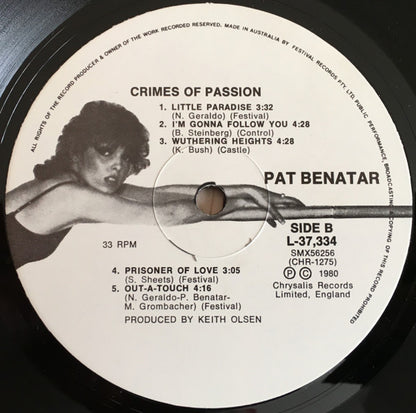 ALL RIGHTS OF THE RECORD PRODUCER & OWNER OF THE WORK RECORDED RESERVED. MADE IN AUSTRALIA BY FESTIVAL RECORDS PTY. LTD. PUBLIC PERFORMANCE, BROADCASTING & COPYING OF THIS RECORD PROHIBITED
CRIMES OF PASSION
1. LITTLE PARADISE 3:32
(N. Geraldo) (Festival)
2. I'M GONNA FOLLOW YOU 4:28
(B. Steinberg) (Control)
3. WUTHERING HEIGHTS 4:28
(K. Bush) (Castle)
PAT BENATAR
SIDE B
L-37,334
33 RPM
SMX56256
(CHR-1275)
Ⓟ © 1980
Chrysalis Records
Limited, England
4. PRISONER OF LOVE 3:05
(S. Sheets) (Festival)
5. OUT-A-TOUCH 4:16
(N. Geraldo-P. Benatar-
M. Grombacher) (Festival)
PRODUCED BY KEITH OLSEN